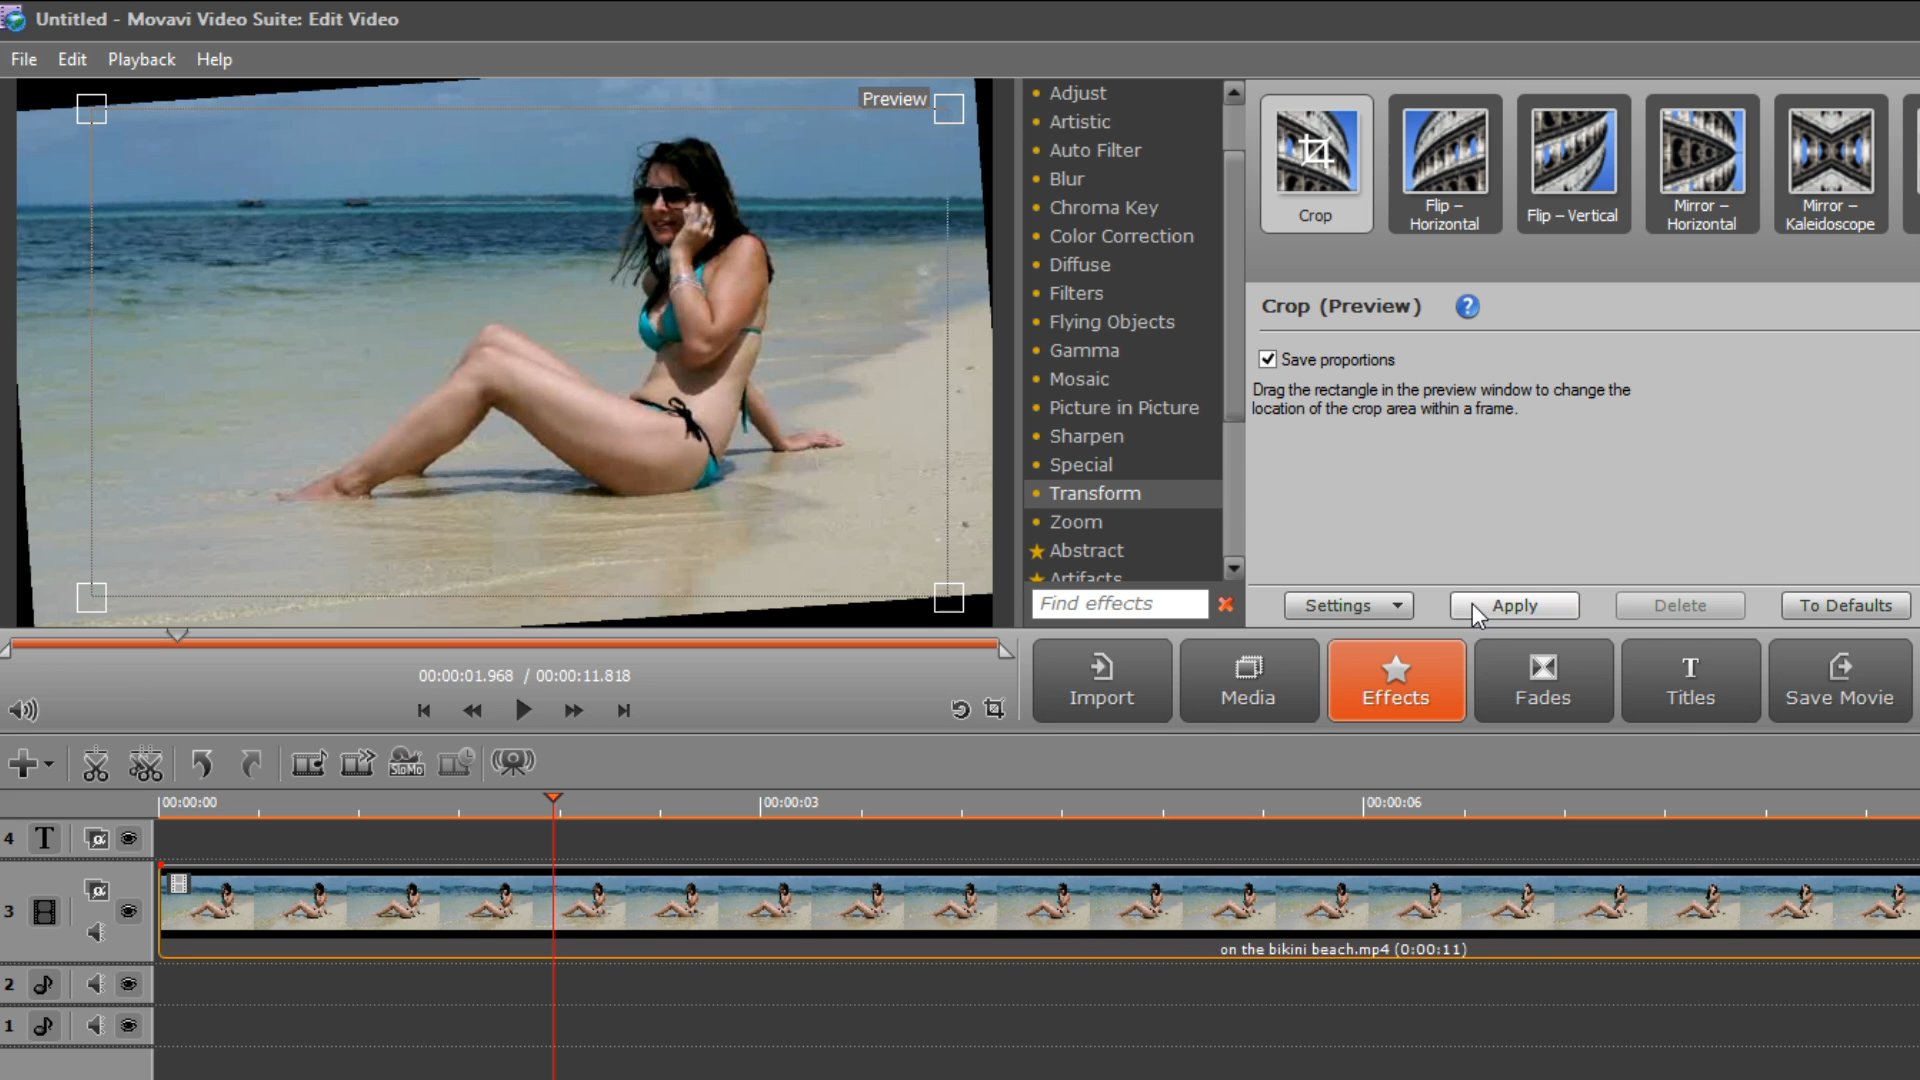 Untitled - Movavi Video Suite: Edit Video
File Edit Playback Help
Preview
Adjust
Artistic
Auto Filter
Blur
Chroma Key
Color Correction
Diffuse
Filters
Flying Objects
Gamma
Mosaic
Picture in Picture
Sharpen
Special
Transform
Zoom
Abstract
Artifacts
Find effects
Crop
Flip –
Horizontal
Flip – Vertical
Mirror –
Horizontal
Mirror –
Kaleidoscope
Crop (Preview) ?
Save proportions
Drag the rectangle in the preview window to change the
location of the crop area within a frame.
Settings Apply Delete To Defaults
00:00:01.968 / 00:00:11.818
Import Media Effects Fades Titles Save Movie
SloMo
00:00:00 00:00:03 00:00:06
4 T
3
on the bikini beach.mp4 (0:00:11)
2
1